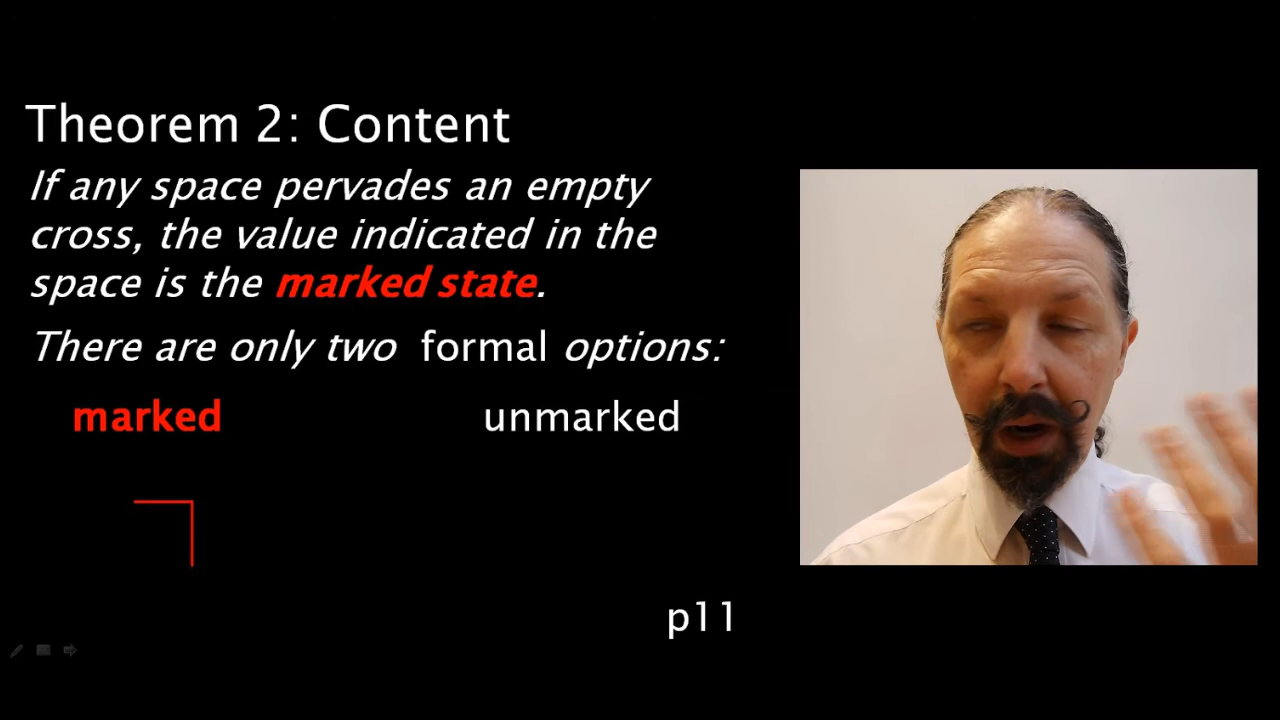 Theorem 2: Content
If any space pervades an empty
cross, the value indicated in the
space is the marked state.
There are only two formal options:
marked unmarked
p11